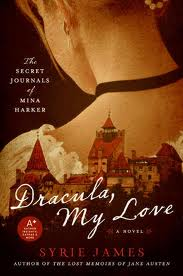 THE
SECRET
JOURNALS
OF
MINA
HARKER
Dracula,
My Love
A NOVEL
A+
SYRIE JAMES
AUTHOR OF THE LOST MEMOIRS OF JANE AUSTEN